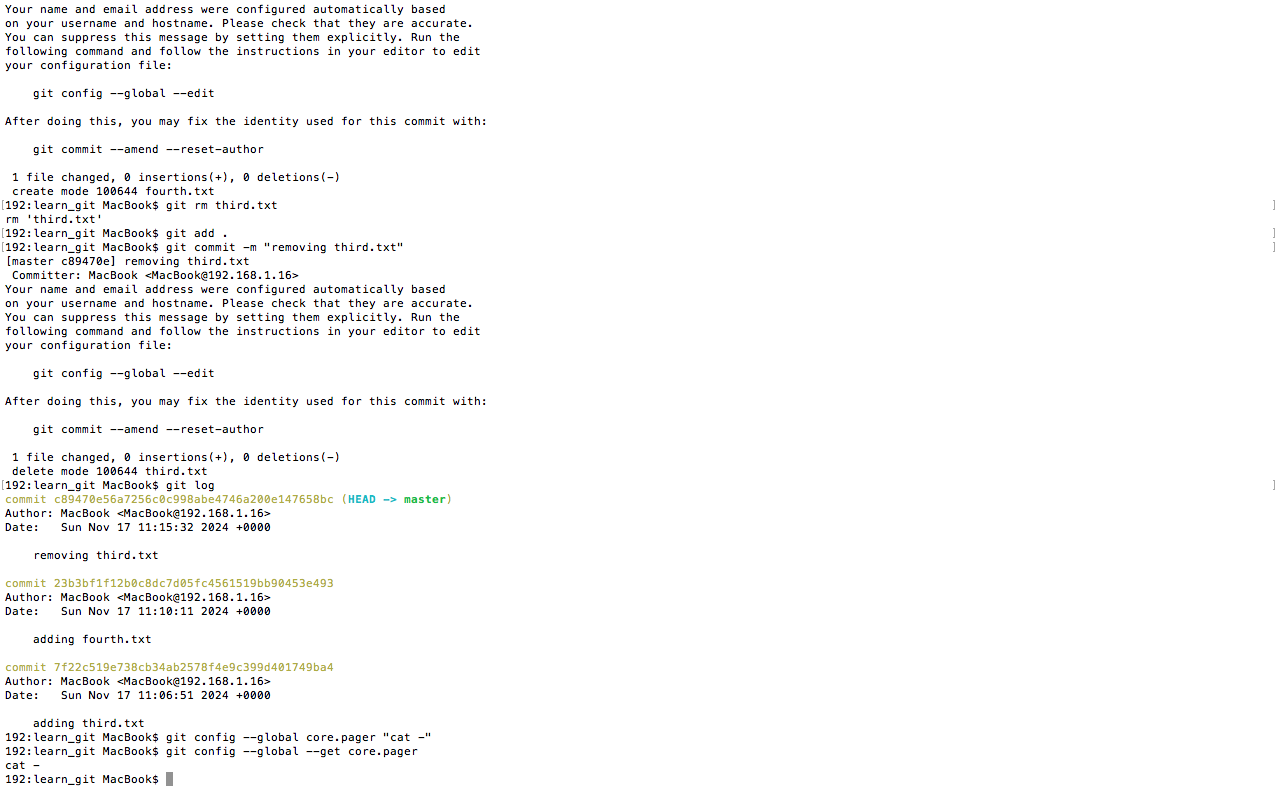 Your name and email address were configured automatically based
on your username and hostname. Please check that they are accurate.
You can suppress this message by setting them explicitly. Run the
following command and follow the instructions in your editor to edit
your configuration file:

    git config --global --edit

After doing this, you may fix the identity used for this commit with:

    git commit --amend --reset-author

 1 file changed, 0 insertions(+), 0 deletions(-)
 create mode 100644 fourth.txt
[192:learn_git MacBook$ git rm third.txt ]
rm 'third.txt'
[192:learn_git MacBook$ git add . ]
[192:learn_git MacBook$ git commit -m "removing third.txt" ]
[master c89470e] removing third.txt
 Committer: MacBook <MacBook@192.168.1.16>
Your name and email address were configured automatically based
on your username and hostname. Please check that they are accurate.
You can suppress this message by setting them explicitly. Run the
following command and follow the instructions in your editor to edit
your configuration file:

    git config --global --edit

After doing this, you may fix the identity used for this commit with:

    git commit --amend --reset-author

 1 file changed, 0 insertions(+), 0 deletions(-)
 delete mode 100644 third.txt
[192:learn_git MacBook$ git log ]
commit c89470e56a7256c0c998abe4746a200e147658bc (HEAD -> master)
Author: MacBook <MacBook@192.168.1.16>
Date:   Sun Nov 17 11:15:32 2024 +0000

    removing third.txt

commit 23b3bf1f12b0c8dc7d05fc4561519bb90453e493
Author: MacBook <MacBook@192.168.1.16>
Date:   Sun Nov 17 11:10:11 2024 +0000

    adding fourth.txt

commit 7f22c519e738cb34ab2578f4e9c399d401749ba4
Author: MacBook <MacBook@192.168.1.16>
Date:   Sun Nov 17 11:06:51 2024 +0000

    adding third.txt
192:learn_git MacBook$ git config --global core.pager "cat -"
192:learn_git MacBook$ git config --global --get core.pager
cat -
192:learn_git MacBook$